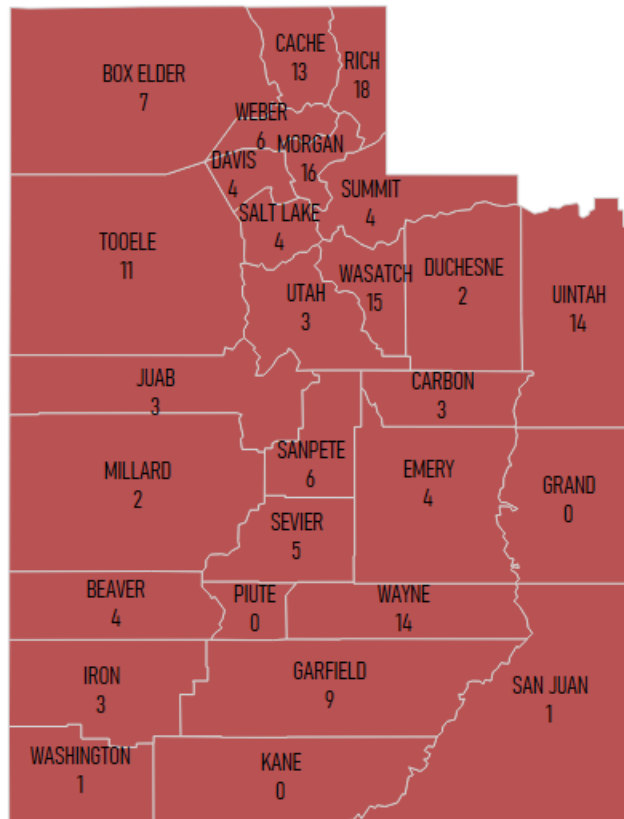 CACHE
13
RICH
18
BOX ELDER
7
WEBER
6
MORGAN
16
DAVIS
4
SUMMIT
4
SALT LAKE
4
TOOELE
11
WASATCH
15
DUCHESNE
2
UINTAH
14
UTAH
3
JUAB
3
CARBON
3
SANPETE
6
MILLARD
2
EMERY
4
GRAND
0
SEVIER
5
BEAVER
4
PIUTE
0
WAYNE
14
IRON
3
GARFIELD
9
SAN JUAN
1
WASHINGTON
1
KANE
0